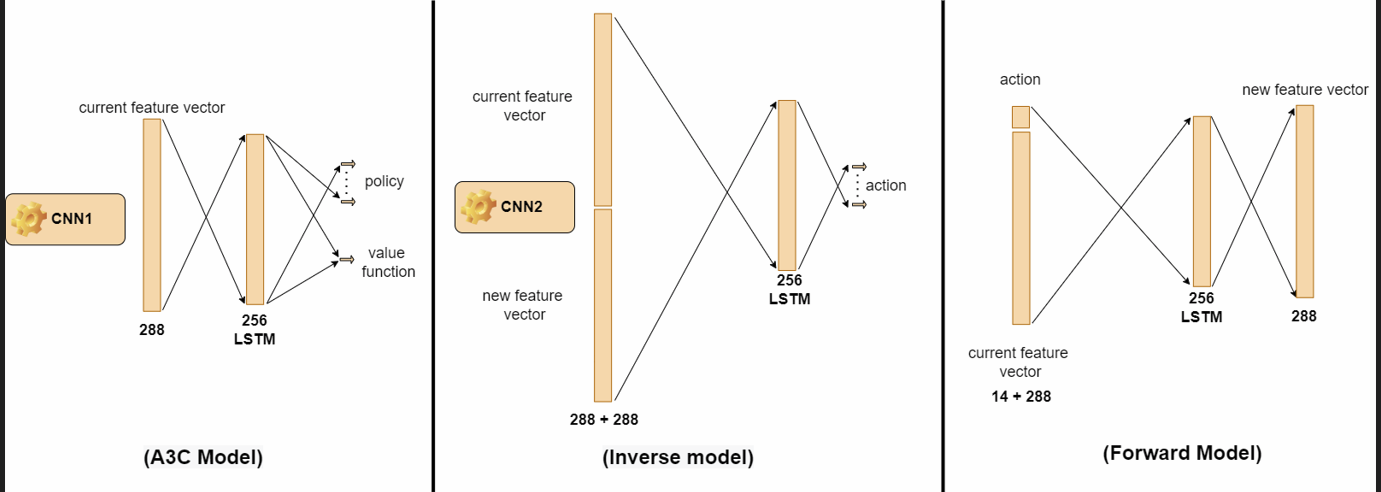 current feature vector
CNN1
policy
value
function
288
256
LSTM
(A3C Model)
current feature
vector
CNN2
new feature
vector
action
256
LSTM
288 + 288
(Inverse model)
action
new feature vector
256
LSTM
288
current feature
vector
14 + 288
(Forward Model)